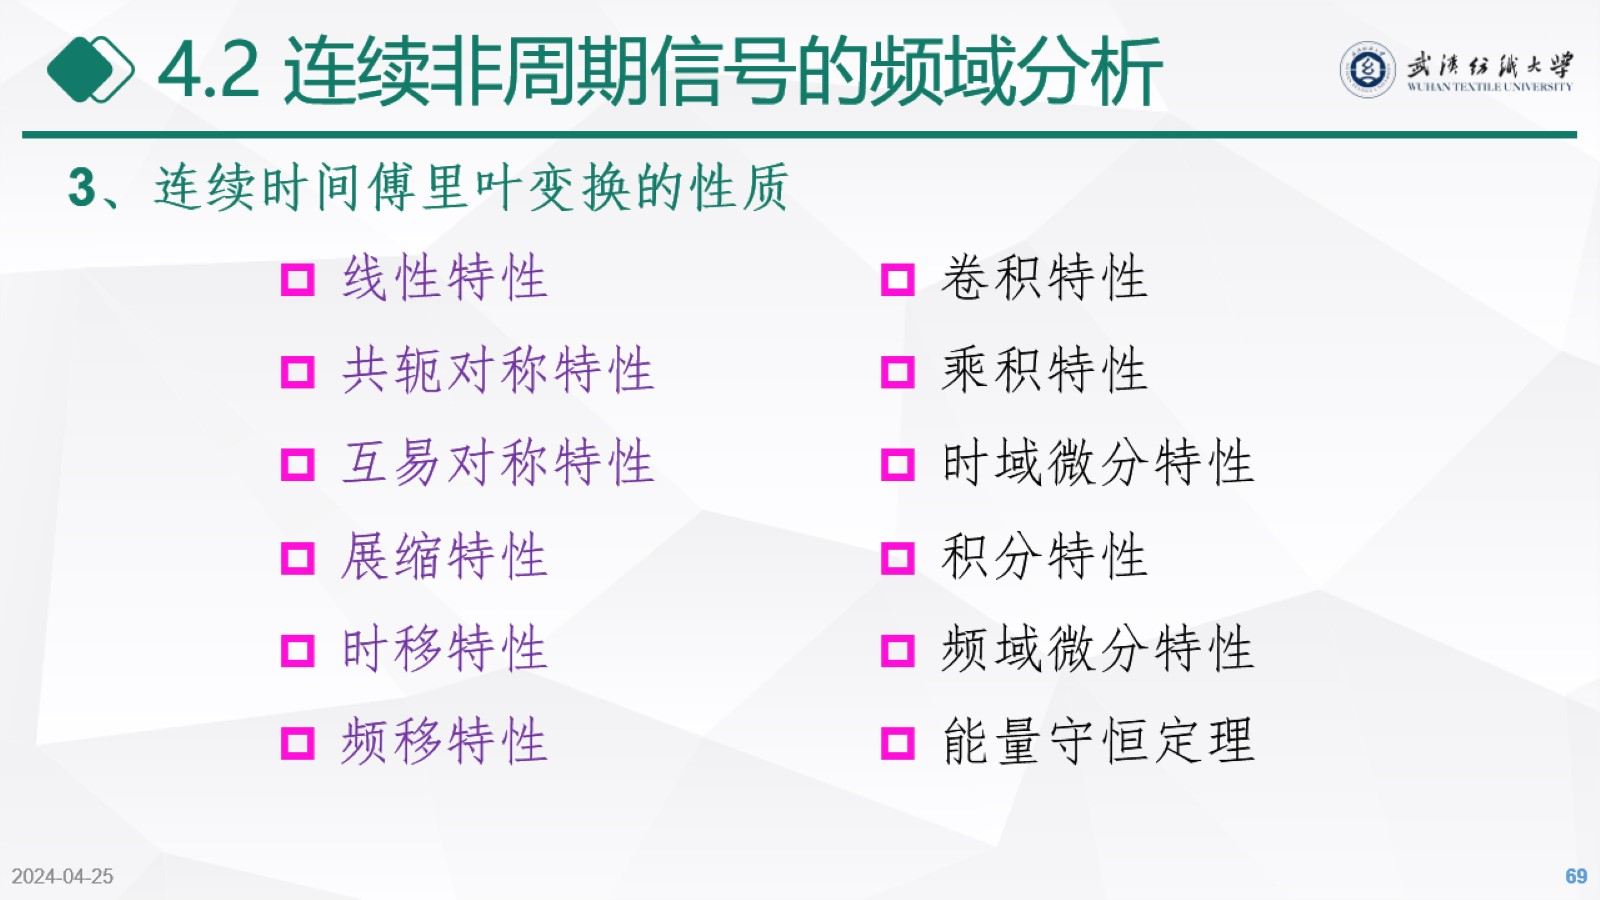 4.2 连续非周期信号的频域分析
武汉纺织大学
WUHAN TEXTILE UNIVERSITY
3、连续时间傅里叶变换的性质
线性特性
共轭对称特性
互易对称特性
展缩特性
时移特性
频移特性
卷积特性
乘积特性
时域微分特性
积分特性
频域微分特性
能量守恒定理
2024-04-25
69